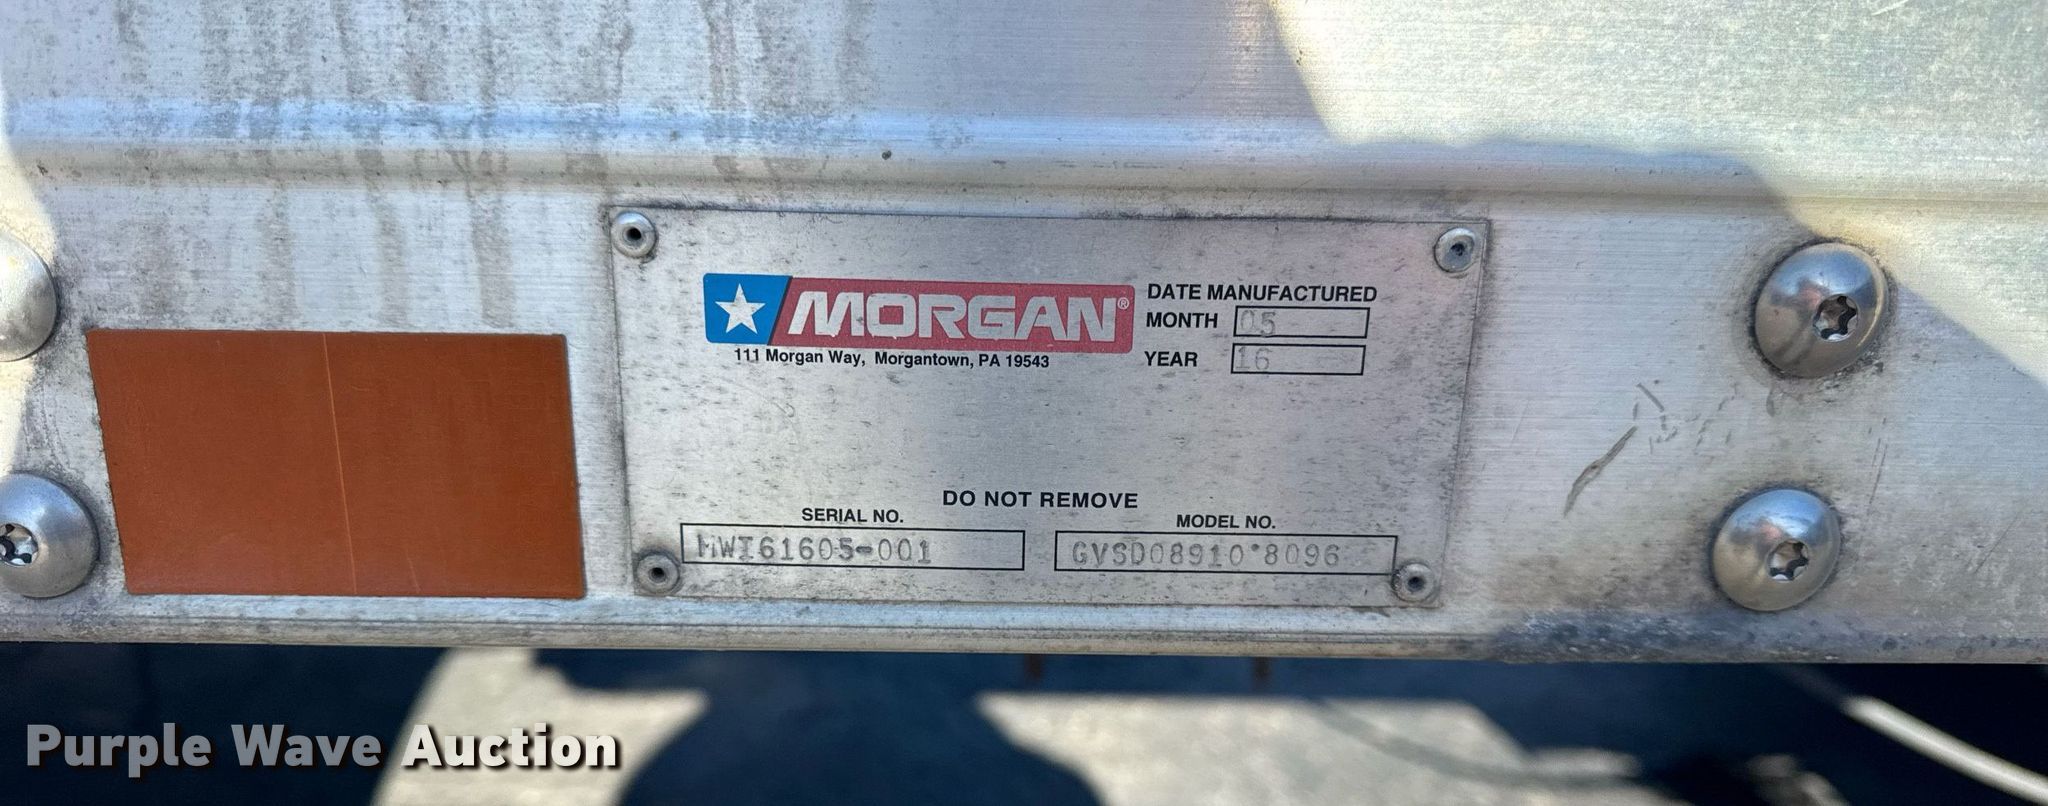 MORGAN®
111 Morgan Way, Morgantown, PA 19543
DATE MANUFACTURED
MONTH 05
YEAR 16
DO NOT REMOVE
SERIAL NO.
MWI61605-001
MODEL NO.
GVSD08910*8096
Purple Wave Auction